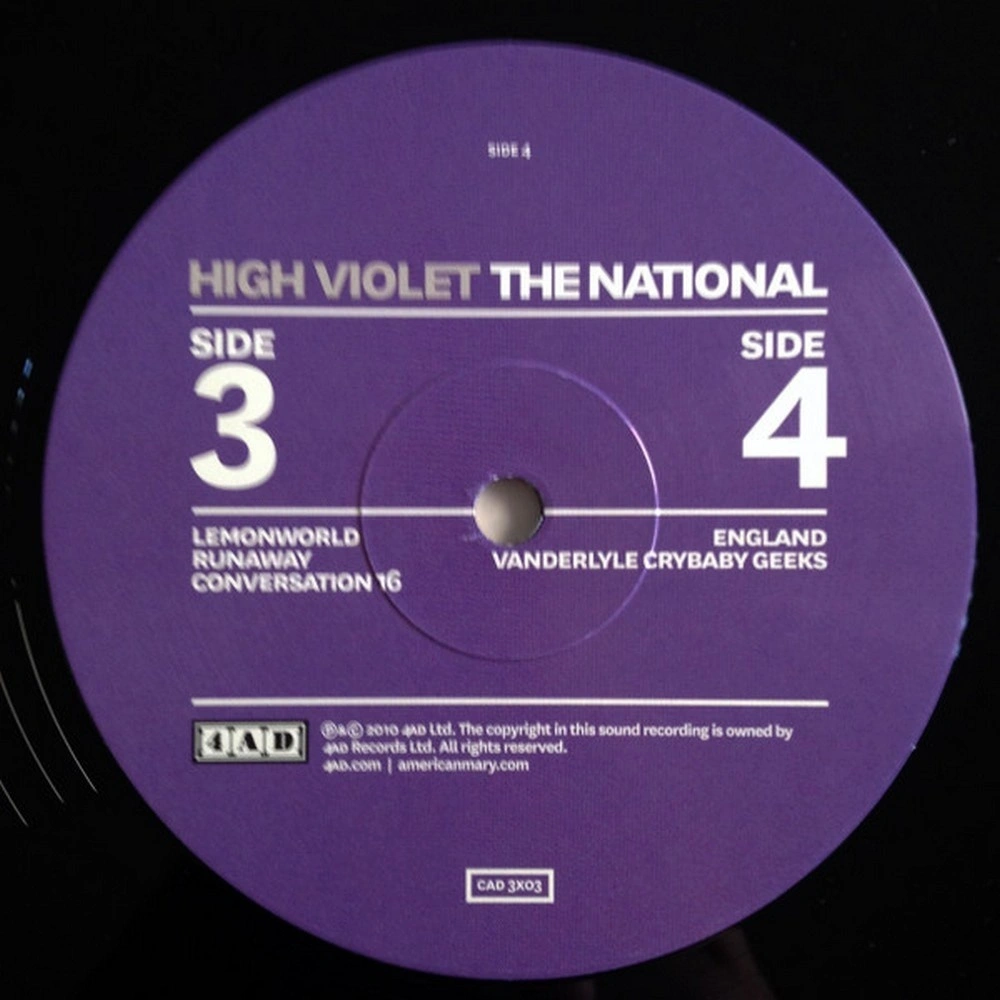 SIDE 4
HIGH VIOLET THE NATIONAL
SIDE
3
SIDE
4
LEMONWORLD
RUNAWAY
CONVERSATION 16
ENGLAND
VANDERLYLE CRYBABY GEEKS
4AD
Ⓟ&© 2010 4AD Ltd. The copyright in this sound recording is owned by
4AD Records Ltd. All rights reserved.
4AD.com | americanmary.com
CAD 3X03